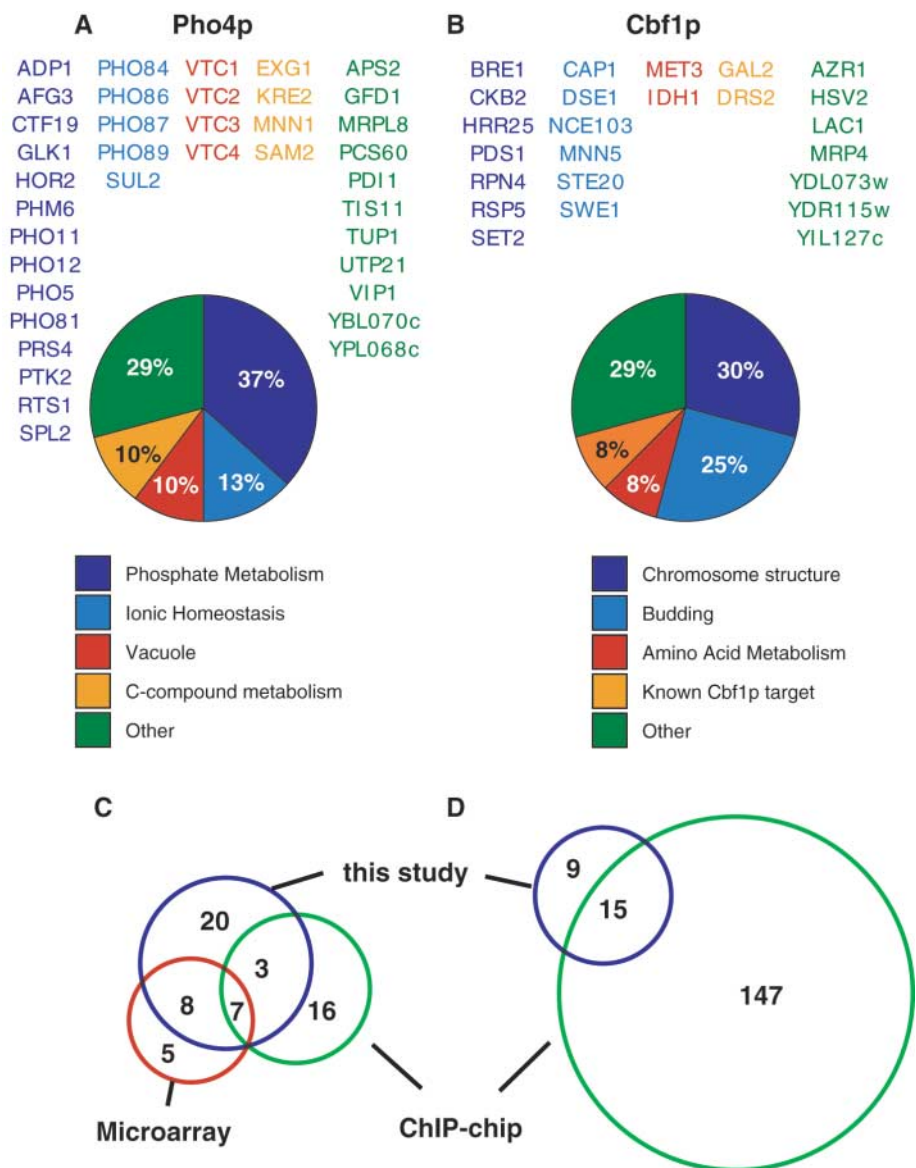 A Pho4p
ADP1 PHO84 VTC1 EXG1 APS2
AFG3 PHO86 VTC2 KRE2 GFD1
CTF19 PHO87 VTC3 MNN1 MRPL8
GLK1 PHO89 VTC4 SAM2 PCS60
HOR2 SUL2 PDI1
PHM6 TIS11
PHO11 TUP1
PHO12 UTP21
PHO5 VIP1
PHO81 YBL070c
PRS4 YPL068c
PTK2
RTS1
SPL2
37%
13%
10%
10%
29%
Phosphate Metabolism
Ionic Homeostasis
Vacuole
C-compound metabolism
Other
B Cbf1p
BRE1 CAP1 MET3 GAL2 AZR1
CKB2 DSE1 IDH1 DRS2 HSV2
HRR25 NCE103 LAC1
PDS1 MNN5 MRP4
RPN4 STE20 YDL073w
RSP5 SWE1 YDR115w
SET2 YIL127c
30%
25%
8%
8%
29%
Chromosome structure
Budding
Amino Acid Metabolism
Known Cbf1p target
Other
C
20
3
8
7
16
5
Microarray
this study
ChIP-chip
D
9
15
147